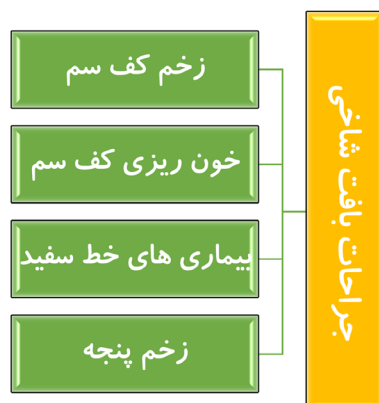 جراحات بافت شاخی
زخم کف سم
خون ریزی کف سم
بیماری های خط سفید
زخم پنجه